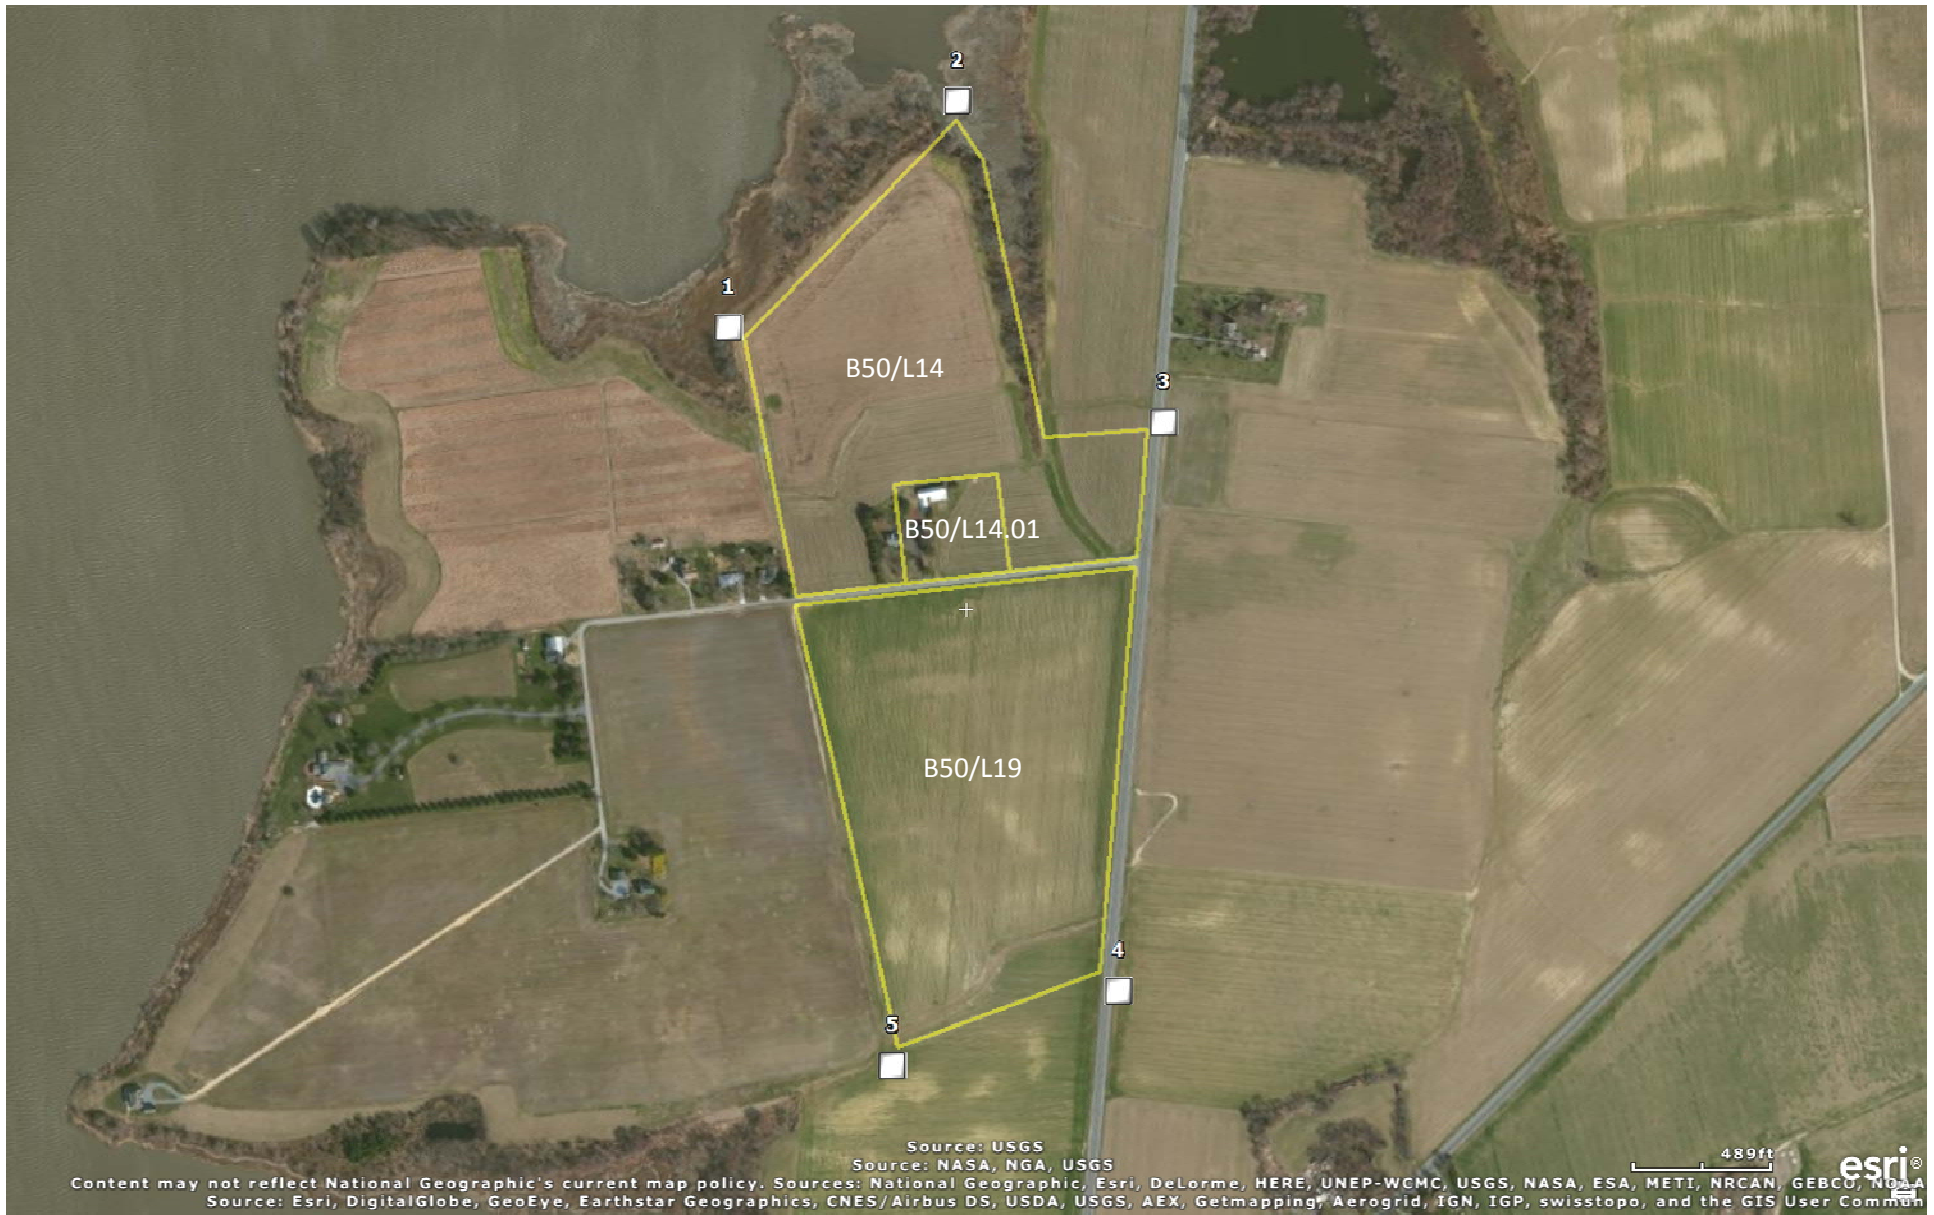 2
1
B50/L14
3
B50/L14.01
B50/L19
4
5
Source: USGS
Source: NASA, NGA, USGS
489ft
esri®
Content may not reflect National Geographic's current map policy. Sources: National Geographic, Esri, DeLorme, HERE, UNEP-WCMC, USGS, NASA, ESA, METI, NRCAN, GEBCO, NOAA
Source: Esri, DigitalGlobe, GeoEye, Earthstar Geographics, CNES/Airbus DS, USDA, USGS, AEX, Getmapping, Aerogrid, IGN, IGP, swisstopo, and the GIS User Commun